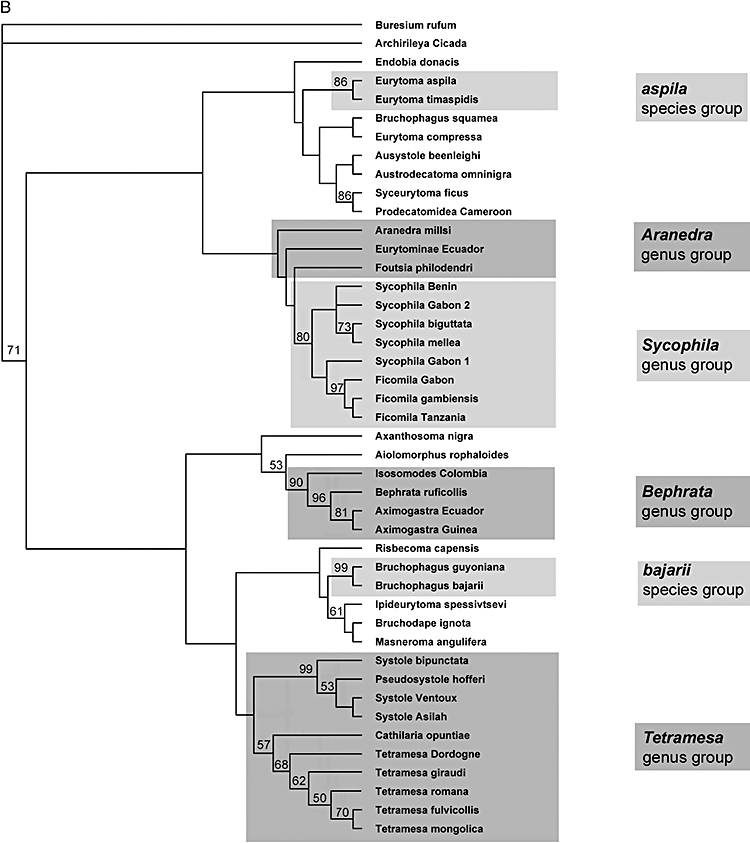 B
Buresium rufum
Archirileya Cicada
Endobia donacis
86
Eurytoma aspila
Eurytoma timaspidis
aspila
species group
Bruchophagus squamea
Eurytoma compressa
Ausystole beenleighi
Austrodecatoma omninigra
86
Syceurytoma ficus
Prodecatomidea Cameroon
Aranedra millsi
Eurytominae Ecuador
Foutsia philodendri
Aranedra
genus group
Sycophila Benin
Sycophila Gabon 2
80
73
Sycophila biguttata
Sycophila mellea
Sycophila
genus group
71
Sycophila Gabon 1
97
Ficomila Gabon
Ficomila gambiensis
Ficomila Tanzania
Axanthosoma nigra
53
Aiolomorphus rophaloides
90
Isosomodes Colombia
96
Bephrata ruficollis
81
Aximogastra Ecuador
Aximogastra Guinea
Bephrata
genus group
Risbecoma capensis
99
Bruchophagus guyoniana
Bruchophagus bajarii
bajarii
species group
61
Ipideurytoma spessivtsevi
Bruchodape ignota
Masneroma angulifera
99
Systole bipunctata
53
Pseudosystole hofferi
Systole Ventoux
Systole Asilah
57
Cathilaria opuntiae
68
Tetramesa Dordogne
62
Tetramesa giraudi
50
Tetramesa romana
70
Tetramesa fulvicollis
Tetramesa mongolica
Tetramesa
genus group